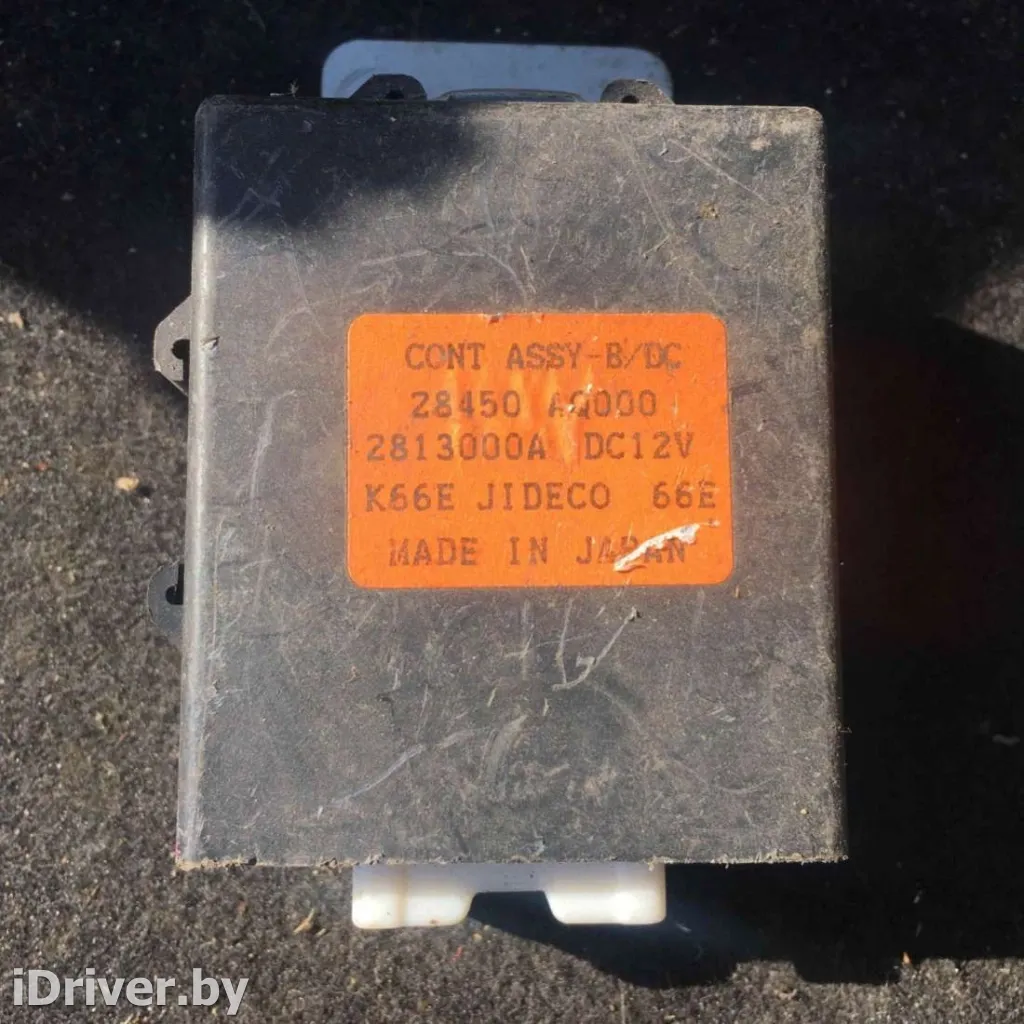 CONT ASSY-B/DC
28450 AQ000
2813000A DC12V
K66E JIDECO 66E
MADE IN JAPAN
iDriver.by